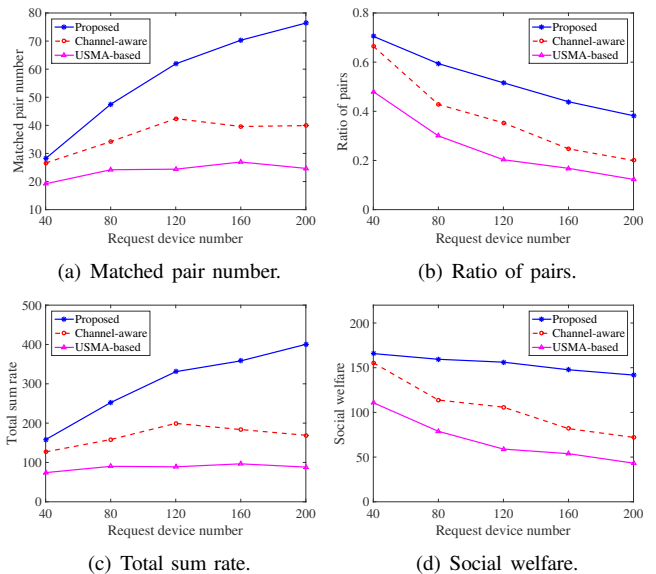 80
70
60
50
40
30
20
10
Matched pair number
Proposed
Channel-aware
USMA-based
40 80 120 160 200
Request device number
(a) Matched pair number.
0.8
0.6
0.4
0.2
0
Ratio of pairs
Proposed
Channel-aware
USMA-based
40 80 120 160 200
Request device number
(b) Ratio of pairs.
500
400
300
200
100
0
Total sum rate
Proposed
Channel-aware
USMA-based
40 80 120 160 200
Request device number
(c) Total sum rate.
200
150
100
50
0
Social welfare
Proposed
Channel-aware
USMA-based
40 80 120 160 200
Request device number
(d) Social welfare.